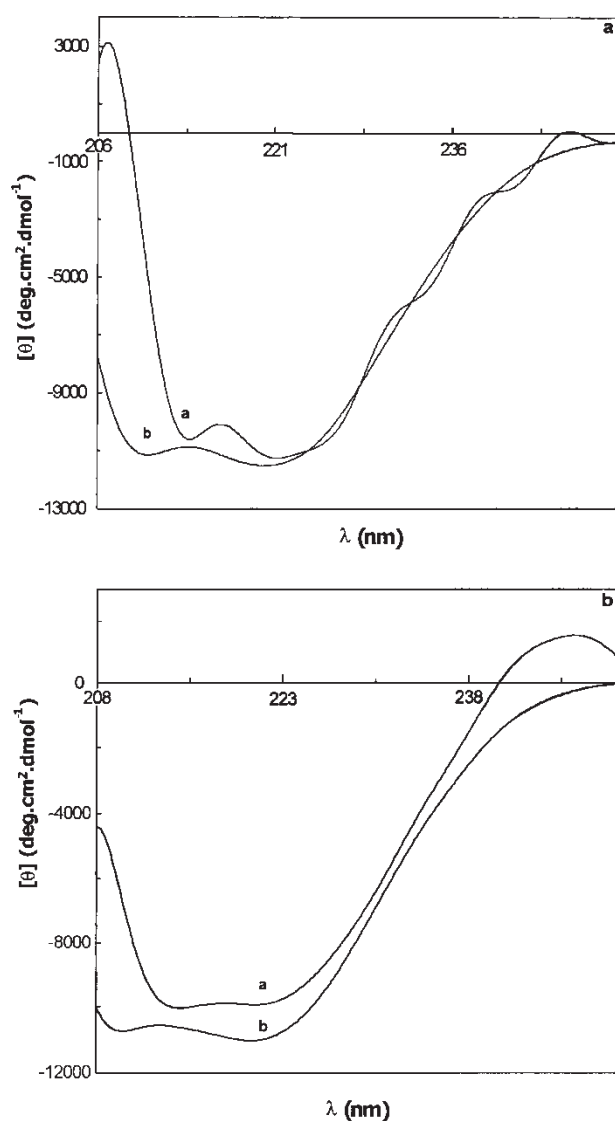 a
3000
206
221
236
-1000
-5000
[θ] (deg.cm².dmol⁻¹)
-9000
a
b
-13000
λ (nm)
b
0
208
223
238
[θ] (deg.cm².dmol⁻¹)
-4000
-8000
a
b
-12000
λ (nm)